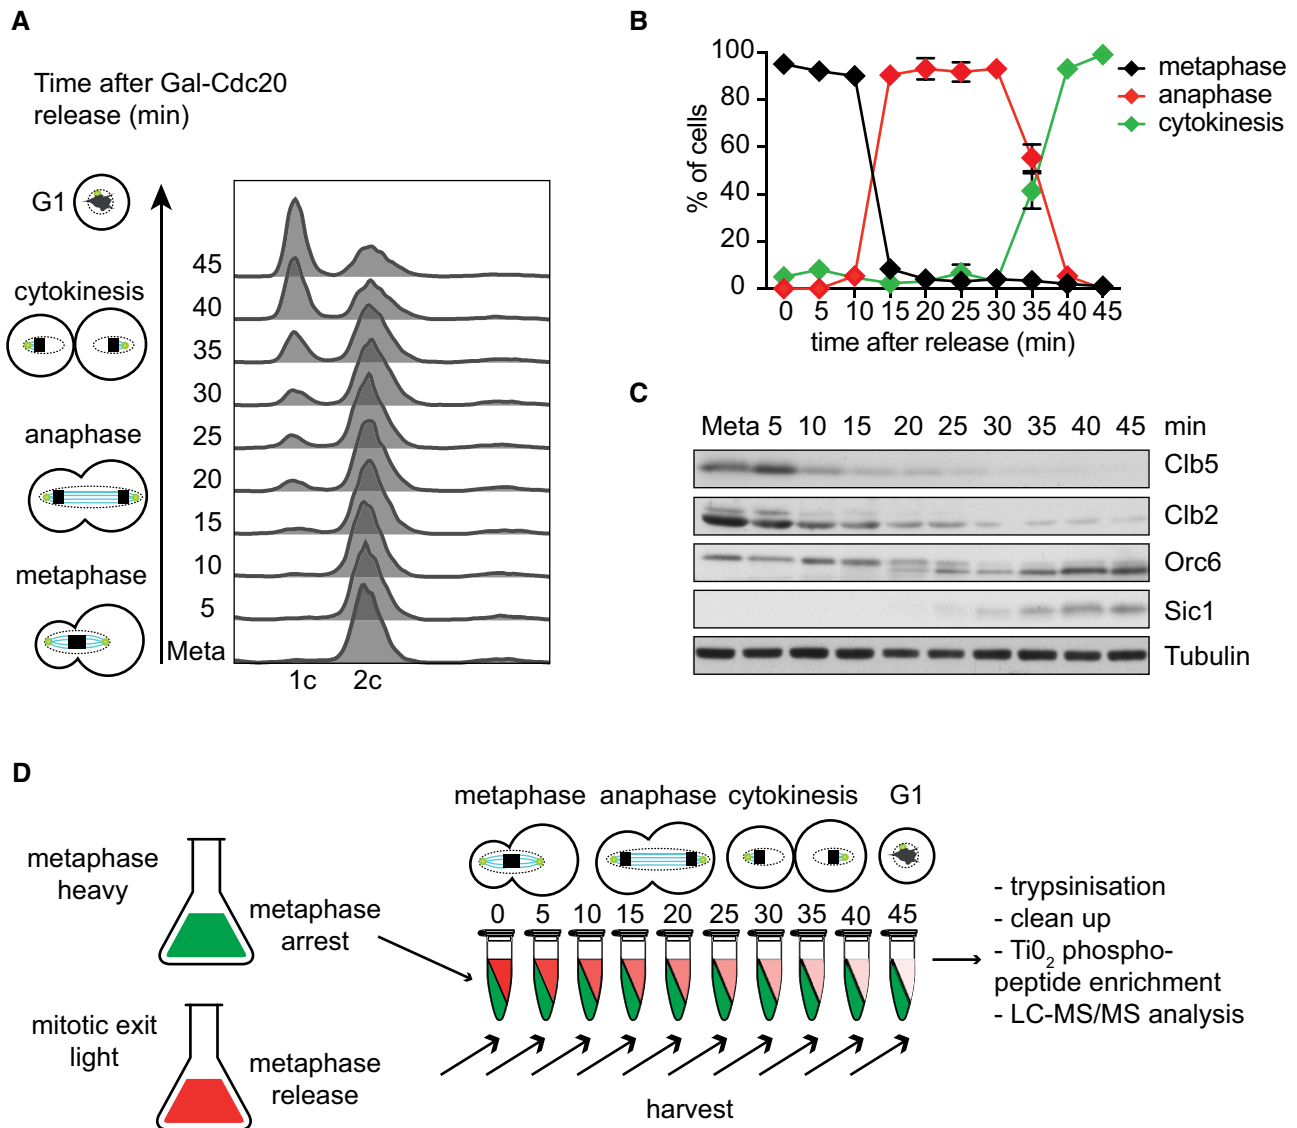 A
Time after Gal-Cdc20
release (min)
G1
cytokinesis
anaphase
metaphase
45
40
35
30
25
20
15
10
5
Meta
1c
2c
B
% of cells
100
80
60
40
20
0
0 5 10 15 20 25 30 35 40 45
time after release (min)
metaphase
anaphase
cytokinesis
C
Meta 5 10 15 20 25 30 35 40 45 min
Clb5
Clb2
Orc6
Sic1
Tubulin
D
metaphase
heavy
metaphase
arrest
mitotic exit
light
metaphase
release
metaphase anaphase cytokinesis G1
0 5 10 15 20 25 30 35 40 45
harvest
- trypsinisation
- clean up
- Ti0₂ phospho-
peptide enrichment
- LC-MS/MS analysis